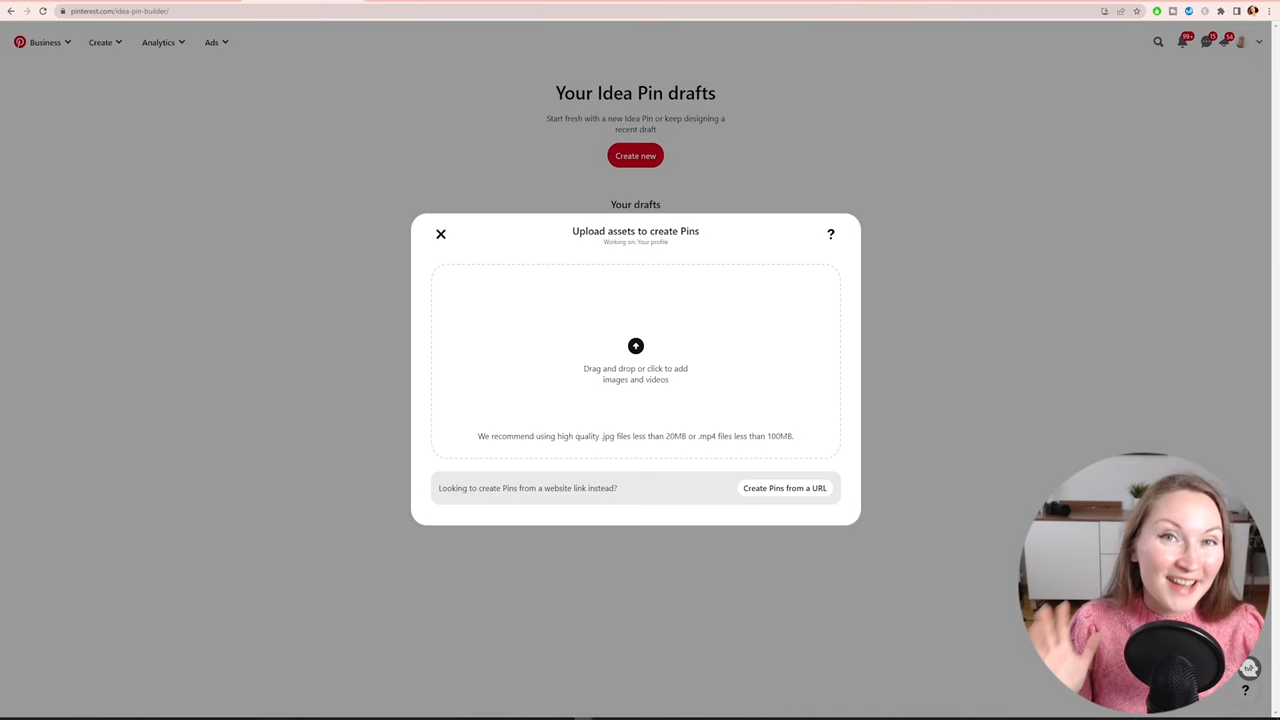 pinterest.com/idea-pin-builder/
Business Create Analytics Ads
99+ 15 54
Your Idea Pin drafts
Start fresh with a new Idea Pin or keep designing a
recent draft
Create new
Your drafts
Upload assets to create Pins
Working on: Your profile
?
Drag and drop or click to add
images and videos
We recommend using high quality .jpg files less than 20MB or .mp4 files less than 100MB.
Looking to create Pins from a website link instead? Create Pins from a URL
?